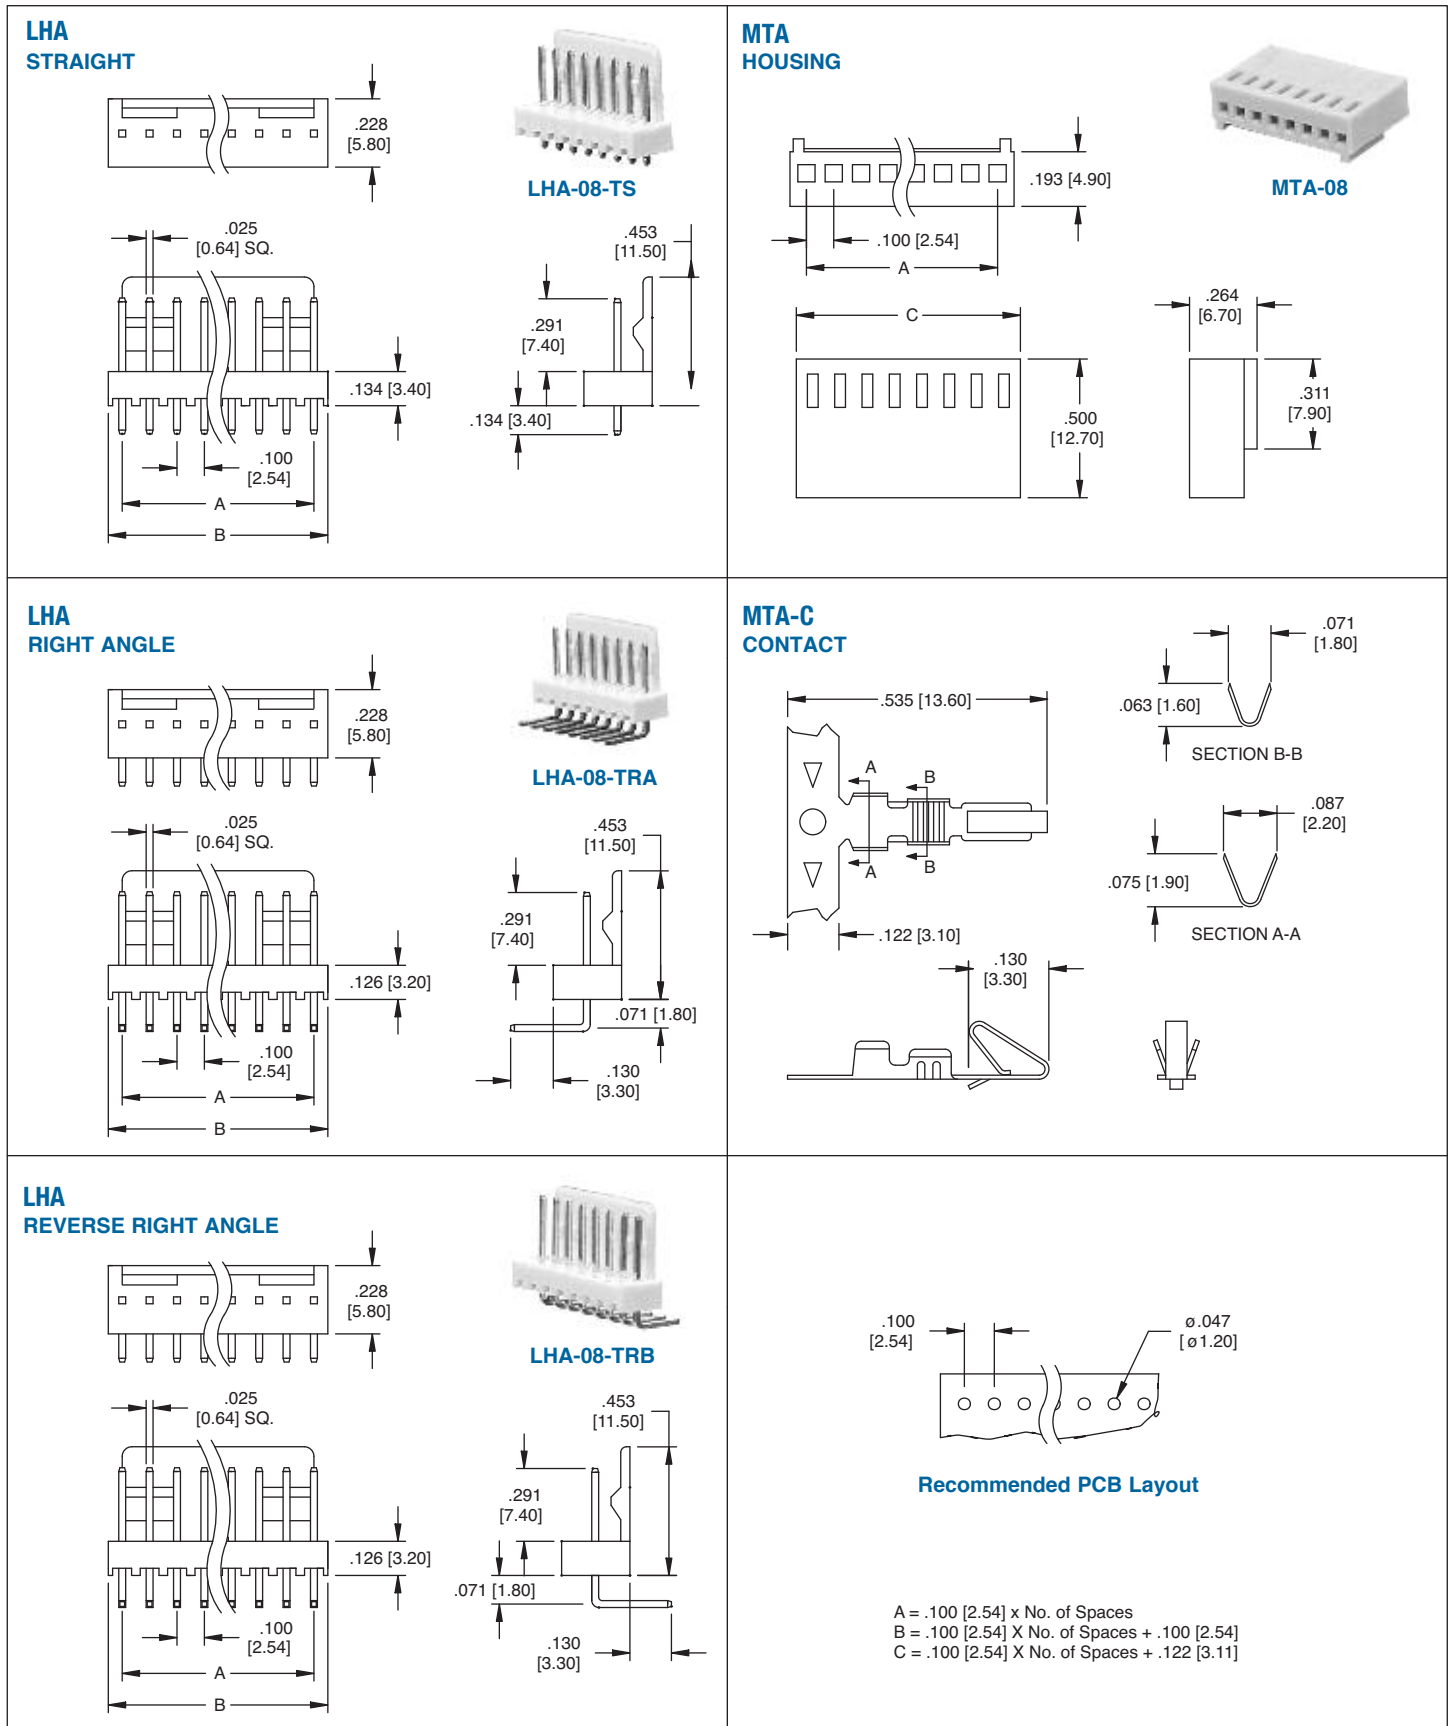 LHA
STRAIGHT
.228
[5.80]
LHA-08-TS
.025
[0.64] SQ.
.453
[11.50]
.291
[7.40]
.134 [3.40]
.134 [3.40]
.100
[2.54]
A
B
MTA
HOUSING
MTA-08
.193 [4.90]
.100 [2.54]
A
C
.264
[6.70]
.311
[7.90]
.500
[12.70]
LHA
RIGHT ANGLE
.228
[5.80]
LHA-08-TRA
.025
[0.64] SQ.
.453
[11.50]
.291
[7.40]
.126 [3.20]
.071 [1.80]
.100
[2.54]
.130
[3.30]
A
B
MTA-C
CONTACT
.071
[1.80]
.535 [13.60]
.063 [1.60]
SECTION B-B
A
B
.087
[2.20]
A
B
.075 [1.90]
.122 [3.10]
SECTION A-A
.130
[3.30]
LHA
REVERSE RIGHT ANGLE
.228
[5.80]
LHA-08-TRB
.025
[0.64] SQ.
.453
[11.50]
.291
[7.40]
.126 [3.20]
.071 [1.80]
.100
[2.54]
.130
[3.30]
A
B
.100
[2.54]
ø.047
[ø1.20]
Recommended PCB Layout
A = .100 [2.54] x No. of Spaces
B = .100 [2.54] X No. of Spaces + .100 [2.54]
C = .100 [2.54] X No. of Spaces + .122 [3.11]